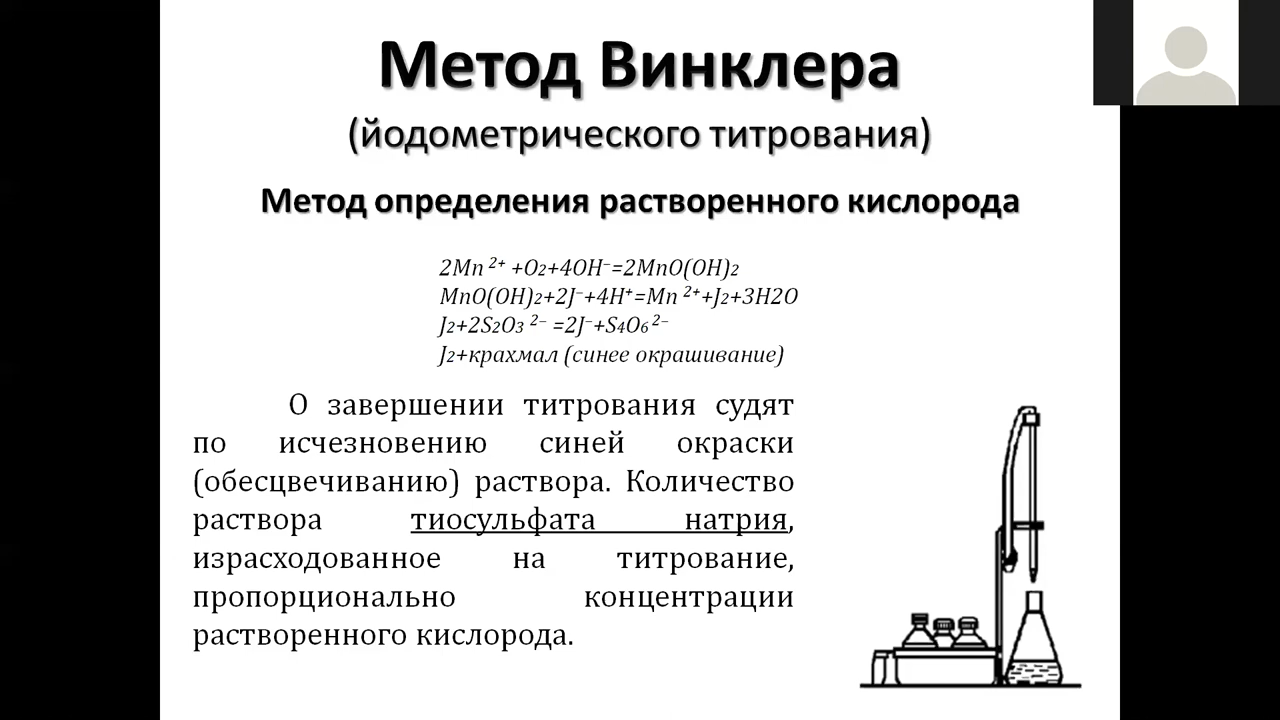 Метод Винклера
(йодометрического титрования)
Метод определения растворенного кислорода
2Mn ²⁺ +O₂+4OH⁻=2MnO(OH)₂
MnO(OH)₂+2J⁻+4H⁺=Mn ²⁺+J₂+3H2O
J₂+2S₂O₃ ²⁻ =2J⁻+S₄O₆ ²⁻
J₂+крахмал (синее окрашивание)
О завершении титрования судят
по исчезновению синей окраски
(обесцвечиванию) раствора. Количество
раствора тиосульфата натрия,
израсходованное на титрование,
пропорционально концентрации
растворенного кислорода.